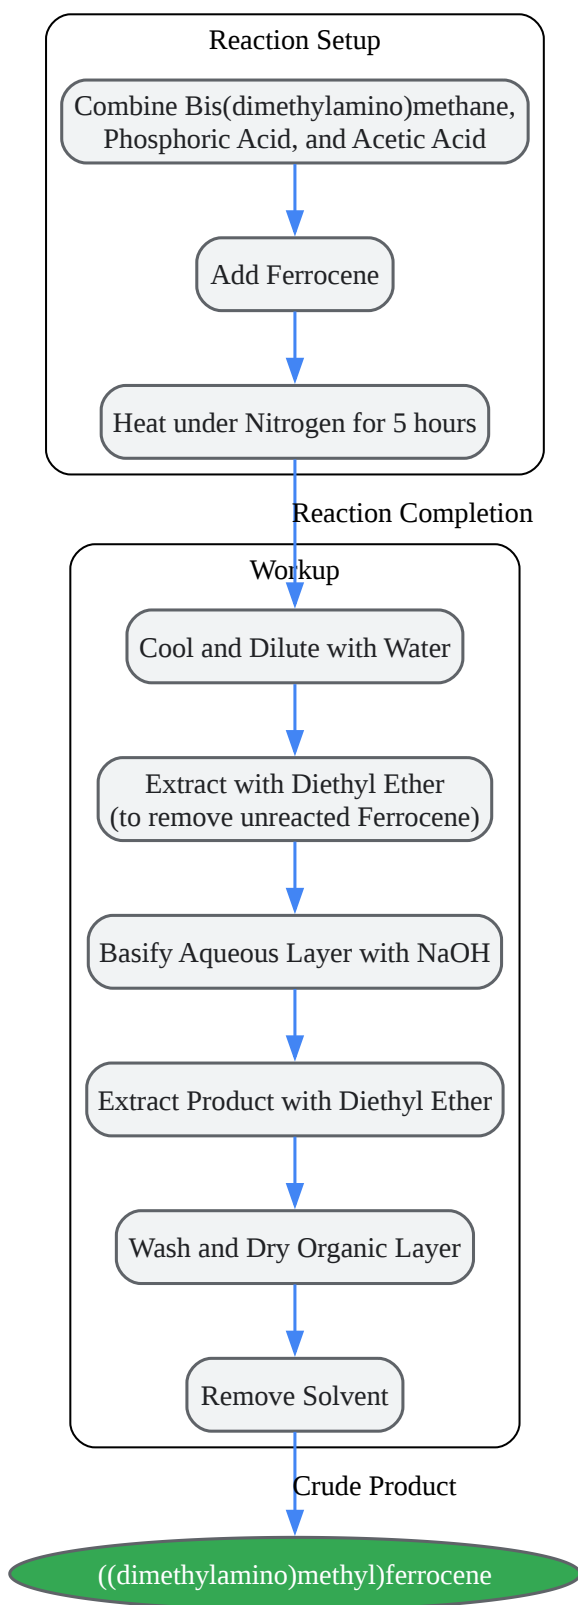 Reaction Setup
Combine Bis(dimethylamino)methane,
Phosphoric Acid, and Acetic Acid
Add Ferrocene
Heat under Nitrogen for 5 hours
Reaction Completion
Workup
Cool and Dilute with Water
Extract with Diethyl Ether
(to remove unreacted Ferrocene)
Basify Aqueous Layer with NaOH
Extract Product with Diethyl Ether
Wash and Dry Organic Layer
Remove Solvent
Crude Product
((dimethylamino)methyl)ferrocene